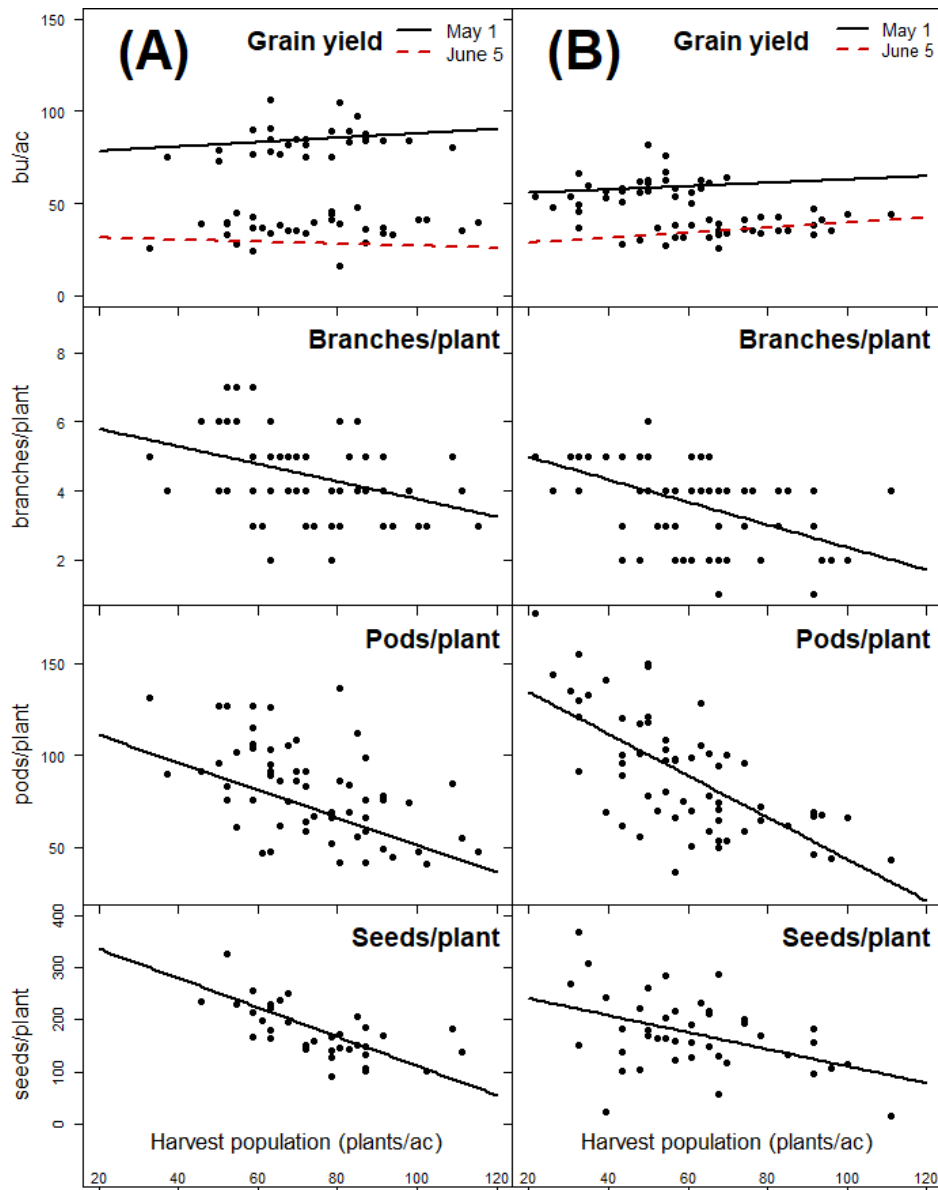 (A)
Grain yield
May 1
June 5
(B)
Grain yield
May 1
June 5
150
100
50
0
bu/ac
Branches/plant
Branches/plant
8
6
4
2
branches/plant
Pods/plant
Pods/plant
150
100
50
pods/plant
Seeds/plant
Seeds/plant
400
300
200
100
0
seeds/plant
Harvest population (plants/ac)
Harvest population (plants/ac)
20 40 60 80 100 120
20 40 60 80 100 120